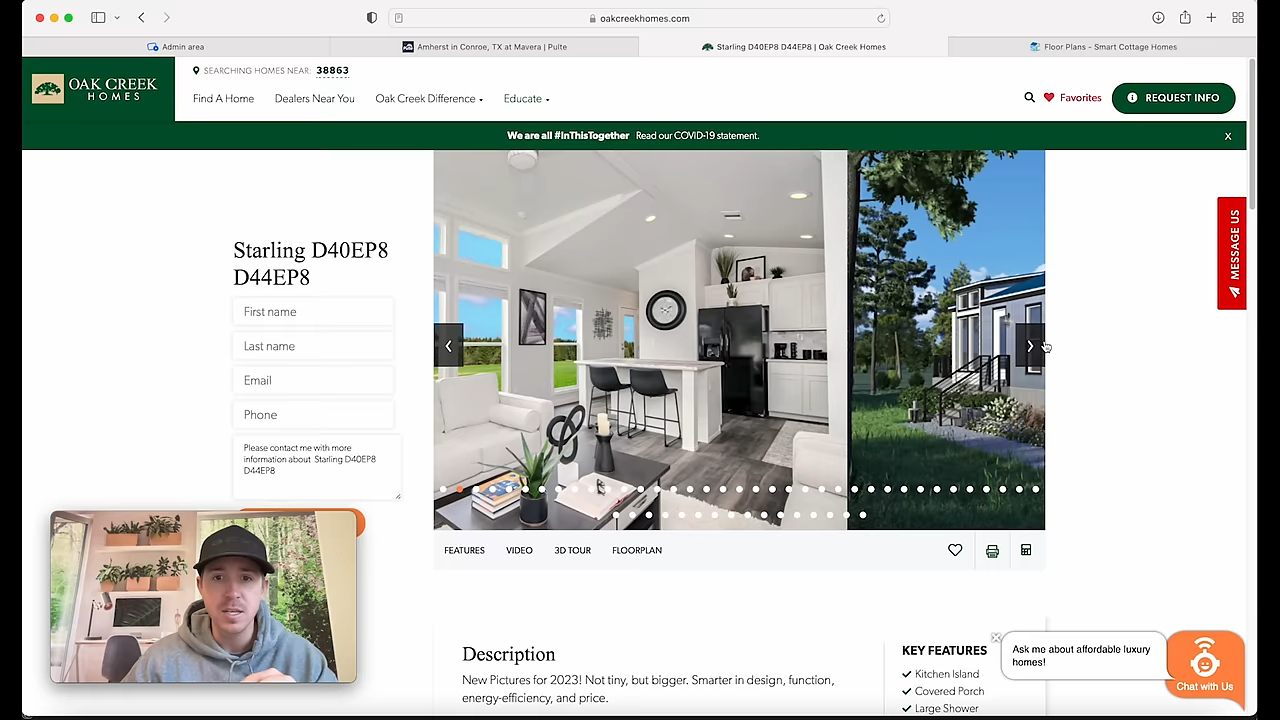 oakcreekhomes.com
Admin area
Amherst in Conroe, TX at Mavera | Pulte
Starling D40EP8 D44EP8 | Oak Creek Homes
Floor Plans - Smart Cottage Homes
OAK CREEK
HOMES
SEARCHING HOMES NEAR: 38863
Find A Home
Dealers Near You
Oak Creek Difference
Educate
Favorites
REQUEST INFO
We are all #InThisTogether Read our COVID-19 statement.
X
MESSAGE US
Starling D40EP8
D44EP8
First name
Last name
Email
Phone
Please contact me with more
information about Starling D40EP8
D44EP8
FEATURES
VIDEO
3D TOUR
FLOORPLAN
Description
New Pictures for 2023! Not tiny, but bigger. Smarter in design, function,
energy-efficiency, and price.
KEY FEATURES
Kitchen Island
Covered Porch
Large Shower
Ask me about affordable luxury
homes!
Chat with Us